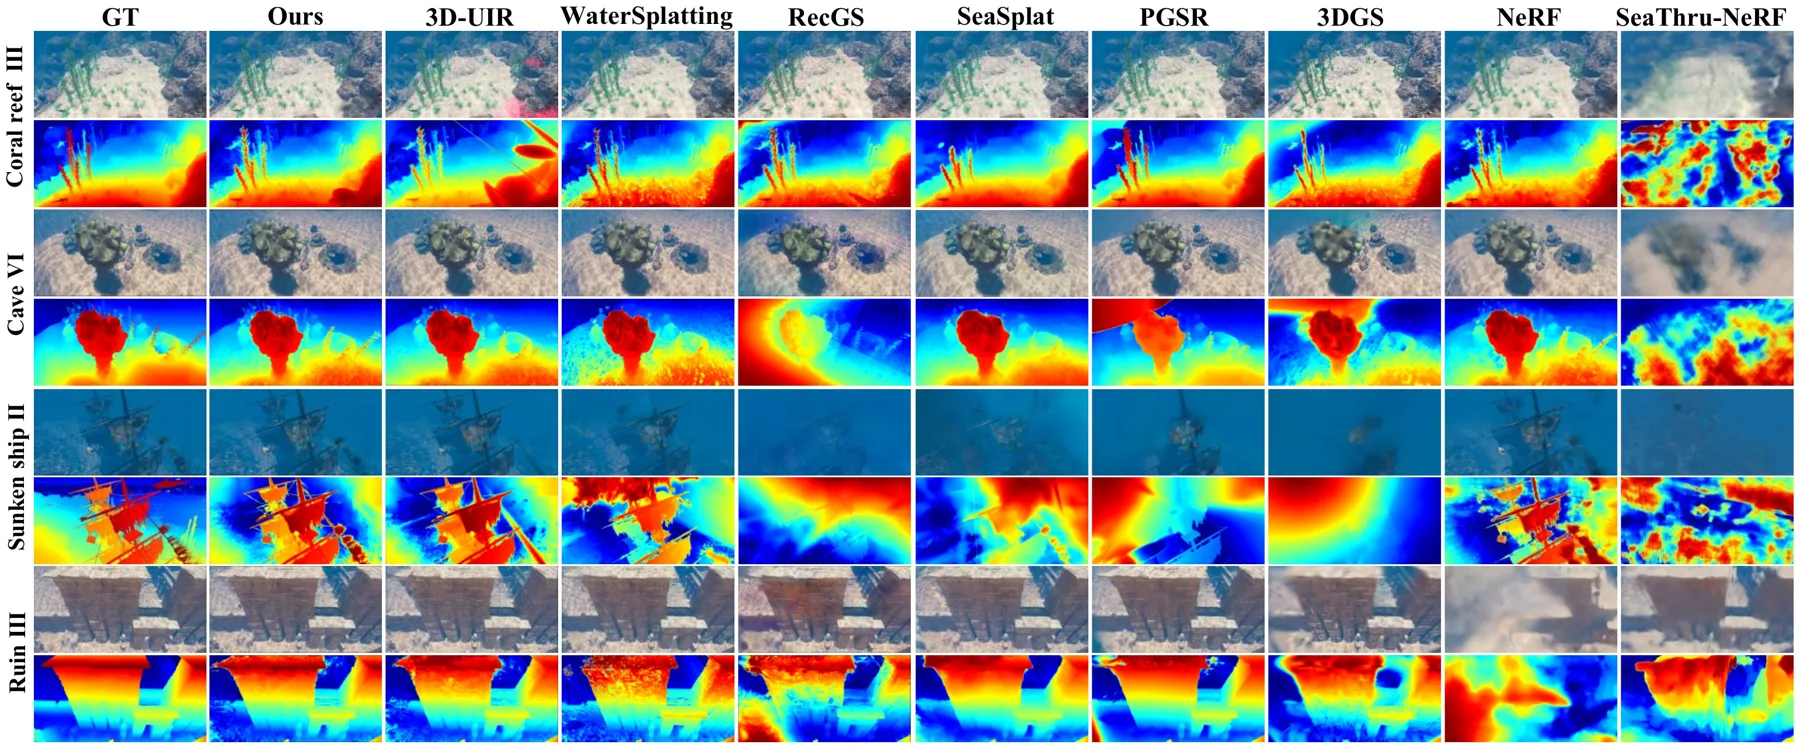 GT Ours 3D-UIR WaterSplatting RecGS SeaSplat PGSR 3DGS NeRF SeaThru-NeRF
Coral reef III
Cave VI
Sunken ship II
Ruin III